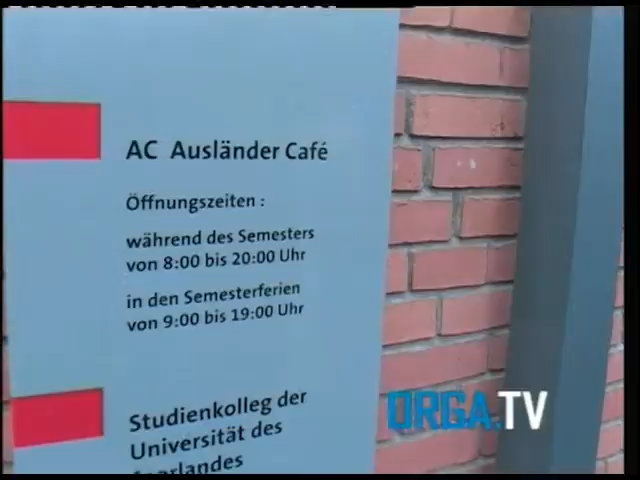 AC Ausländer Café
Öffnungszeiten :
während des Semesters
von 8:00 bis 20:00 Uhr
in den Semesterferien
von 9:00 bis 19:00 Uhr
Studienkolleg der
Universität des
Saarlandes
ORGA.TV